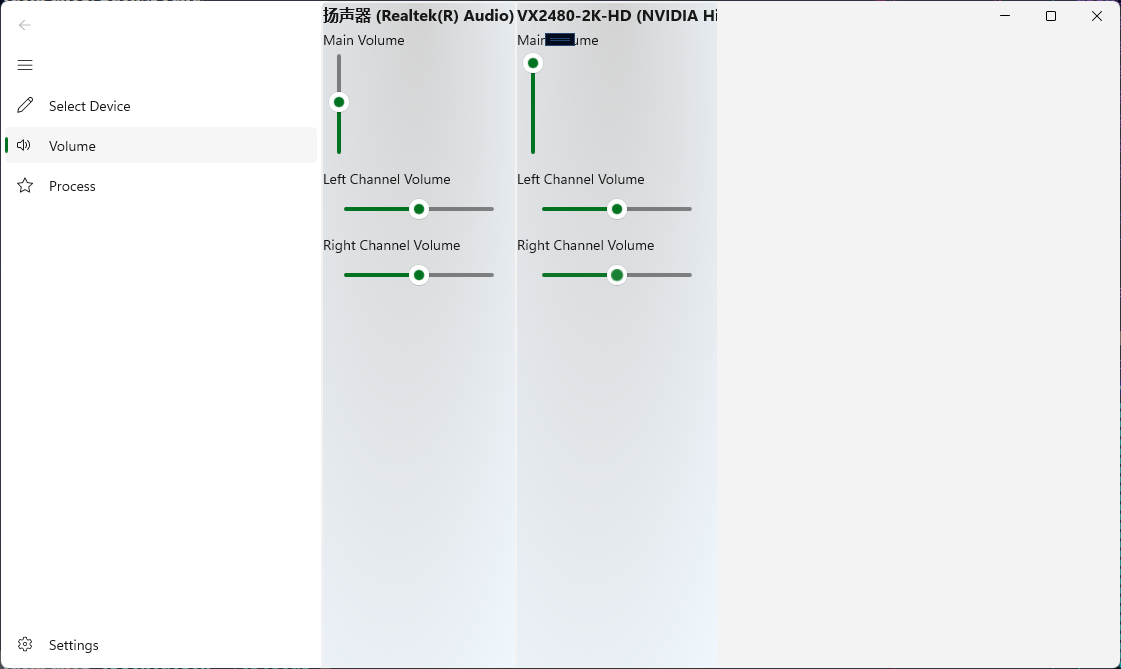 Select Device
Volume
Process
Settings
扬声器 (Realtek(R) Audio)
Main Volume
Left Channel Volume
Right Channel Volume
VX2480-2K-HD (NVIDIA Hi
Main ume
Left Channel Volume
Right Channel Volume